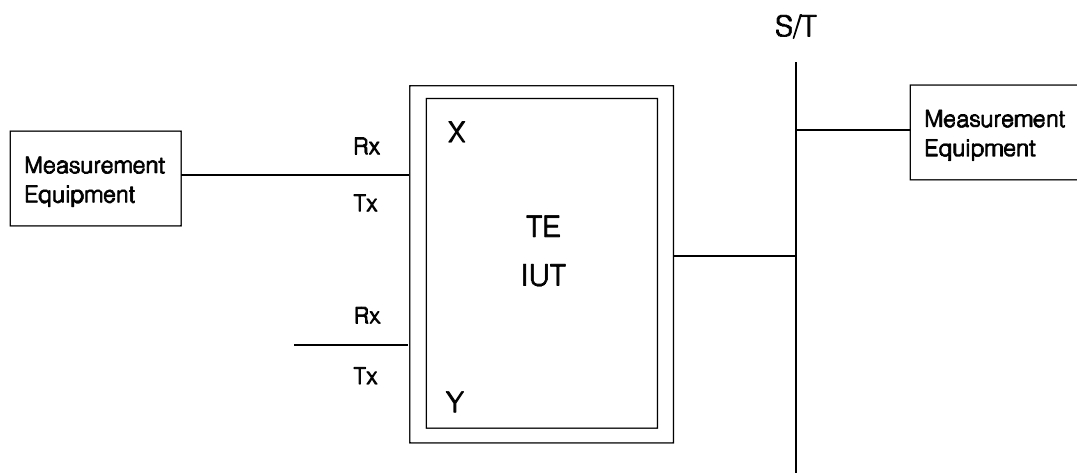 S/T
Measurement
Equipment
Rx
Tx
X
TE
IUT
Measurement
Equipment
Rx
Tx
Y